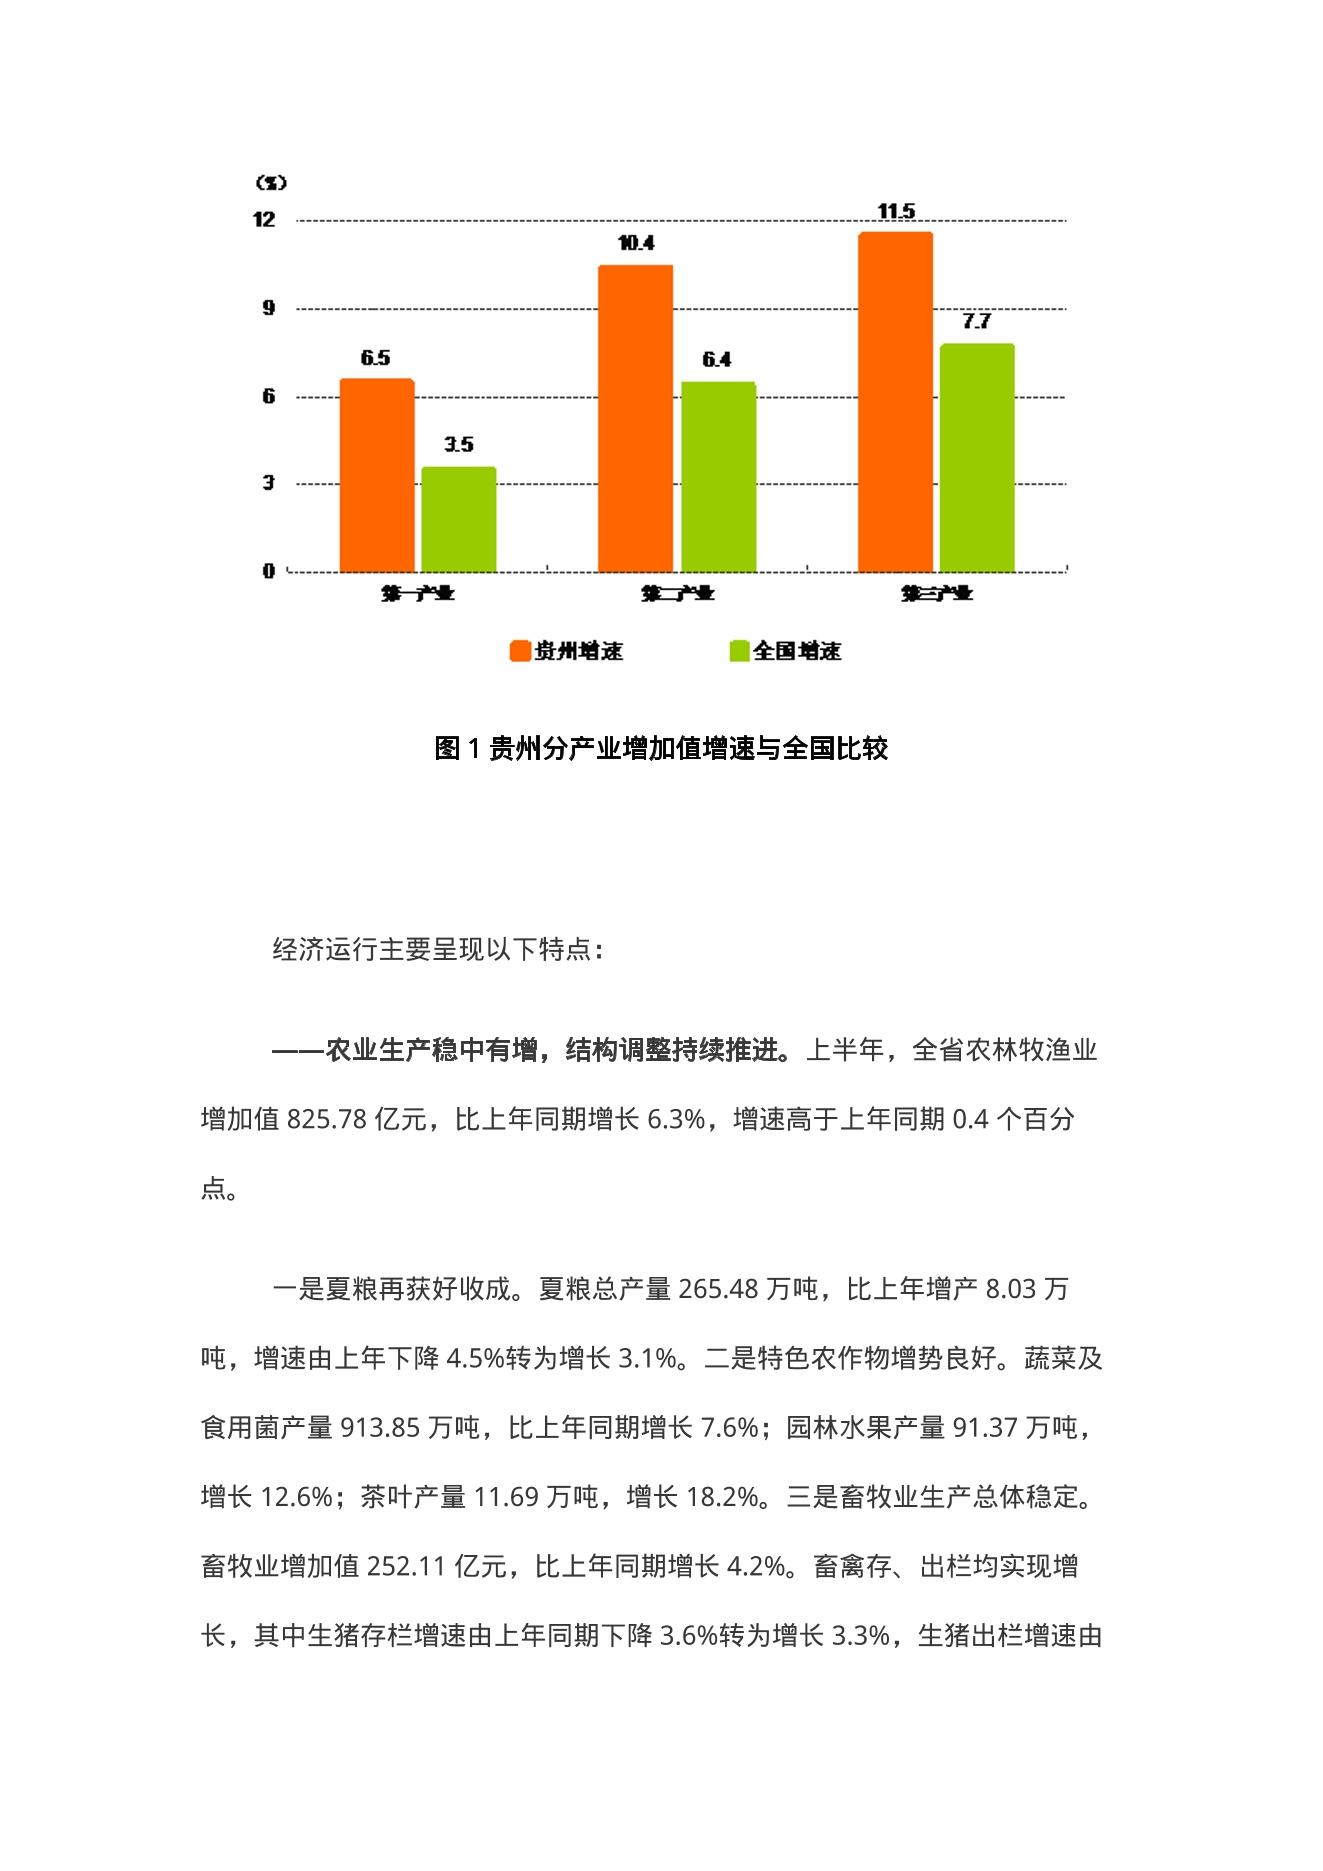 (%)
12
11.5
10.4
9
7.7
6.5
6.4
6
3.5
3
0
第一产业 第二产业 第三产业
贵州增速 全国增速
图 1 贵州分产业增加值增速与全国比较
经济运行主要呈现以下特点：
——农业生产稳中有增，结构调整持续推进。上半年，全省农林牧渔业
增加值 825.78 亿元，比上年同期增长 6.3%，增速高于上年同期 0.4 个百分
点。
一是夏粮再获好收成。夏粮总产量 265.48 万吨，比上年增产 8.03 万
吨，增速由上年下降 4.5%转为增长 3.1%。二是特色农作物增势良好。蔬菜及
食用菌产量 913.85 万吨，比上年同期增长 7.6%；园林水果产量 91.37 万吨，
增长 12.6%；茶叶产量 11.69 万吨，增长 18.2%。三是畜牧业生产总体稳定。
畜牧业增加值 252.11 亿元，比上年同期增长 4.2%。畜禽存、出栏均实现增
长，其中生猪存栏增速由上年同期下降 3.6%转为增长 3.3%，生猪出栏增速由